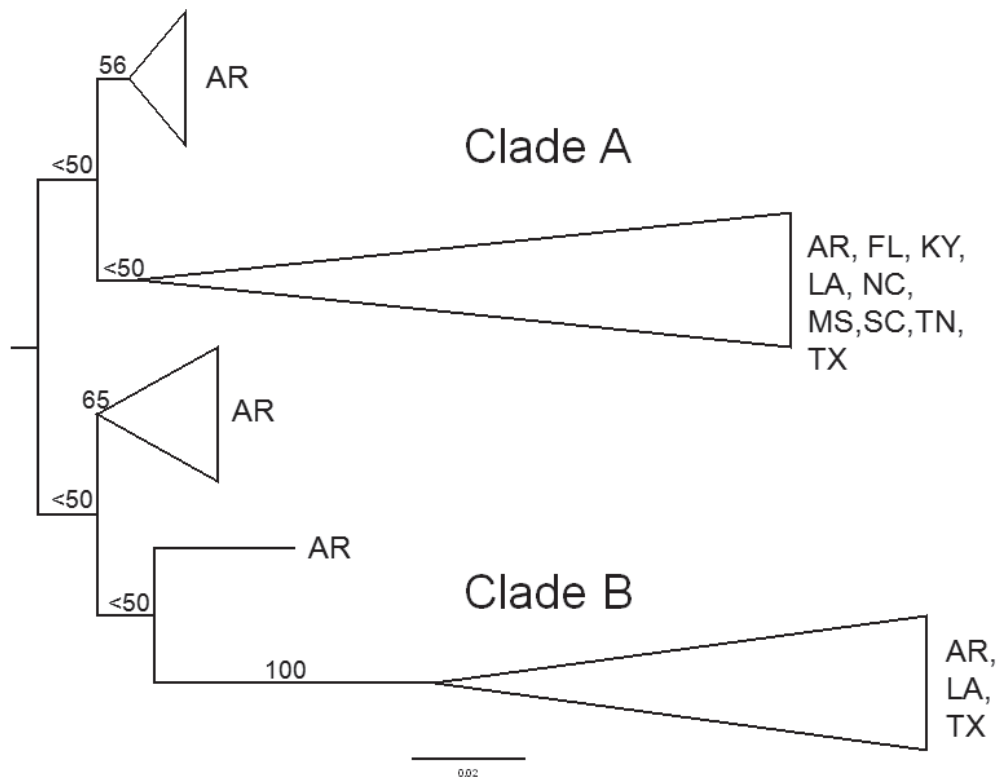 56
AR
Clade A
<50
<50
AR, FL, KY,
LA, NC,
MS,SC,TN,
TX
65
AR
<50
AR
Clade B
<50
100
AR,
LA,
TX
0.02